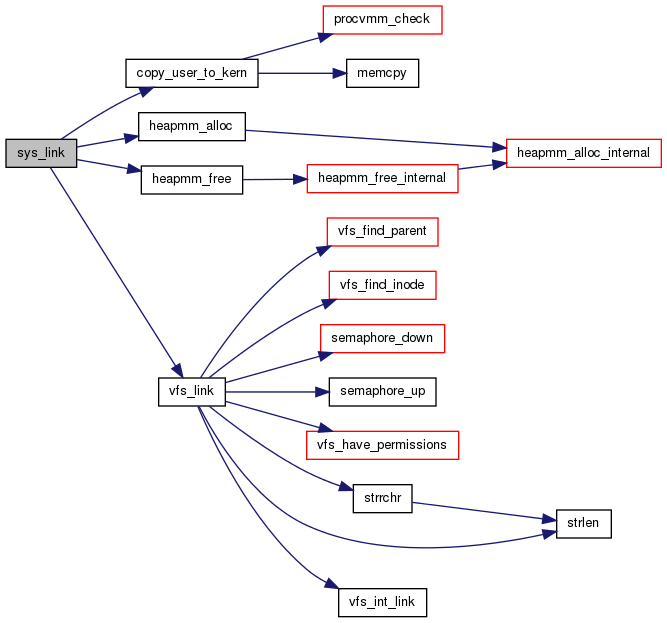 procvmm_check
copy_user_to_kern
memcpy
heapmm_alloc
sys_link
heapmm_alloc_internal
heapmm_free
heapmm_free_internal
vfs_find_parent
vfs_find_inode
semaphore_down
vfs_link
semaphore_up
vfs_have_permissions
strrchr
strlen
vfs_int_link